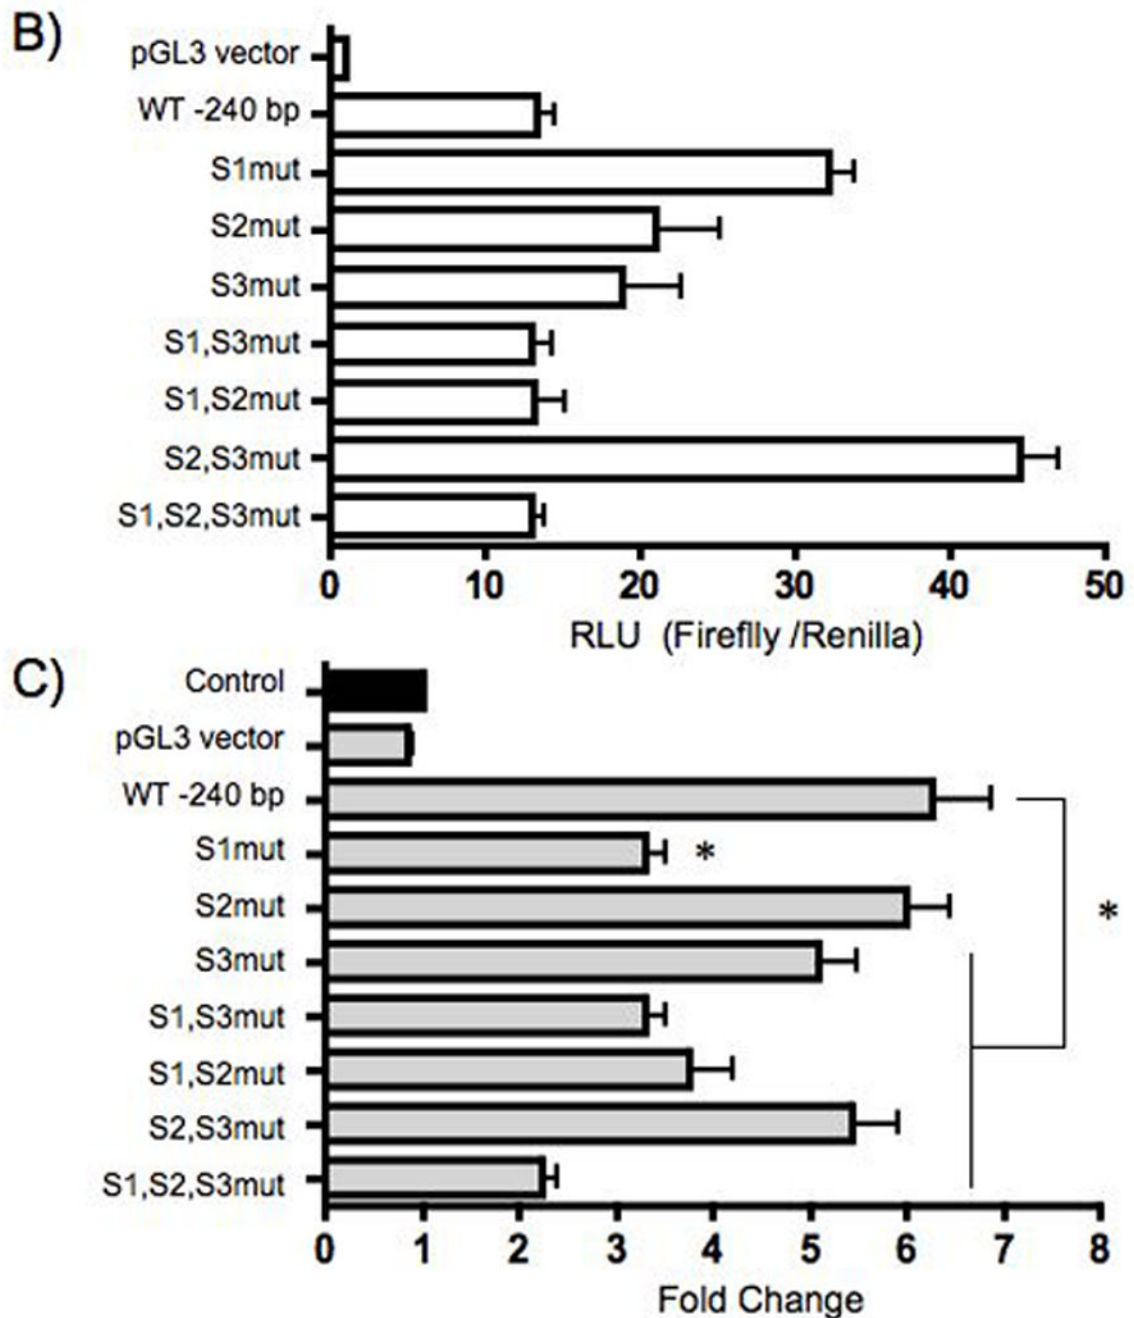 B)
pGL3 vector
WT -240 bp
S1mut
S2mut
S3mut
S1,S3mut
S1,S2mut
S2,S3mut
S1,S2,S3mut
0 10 20 30 40 50
RLU (Fireflly /Renilla)
C)
Control
pGL3 vector
WT -240 bp
S1mut *
S2mut *
S3mut
S1,S3mut
S1,S2mut
S2,S3mut
S1,S2,S3mut
0 1 2 3 4 5 6 7 8
Fold Change